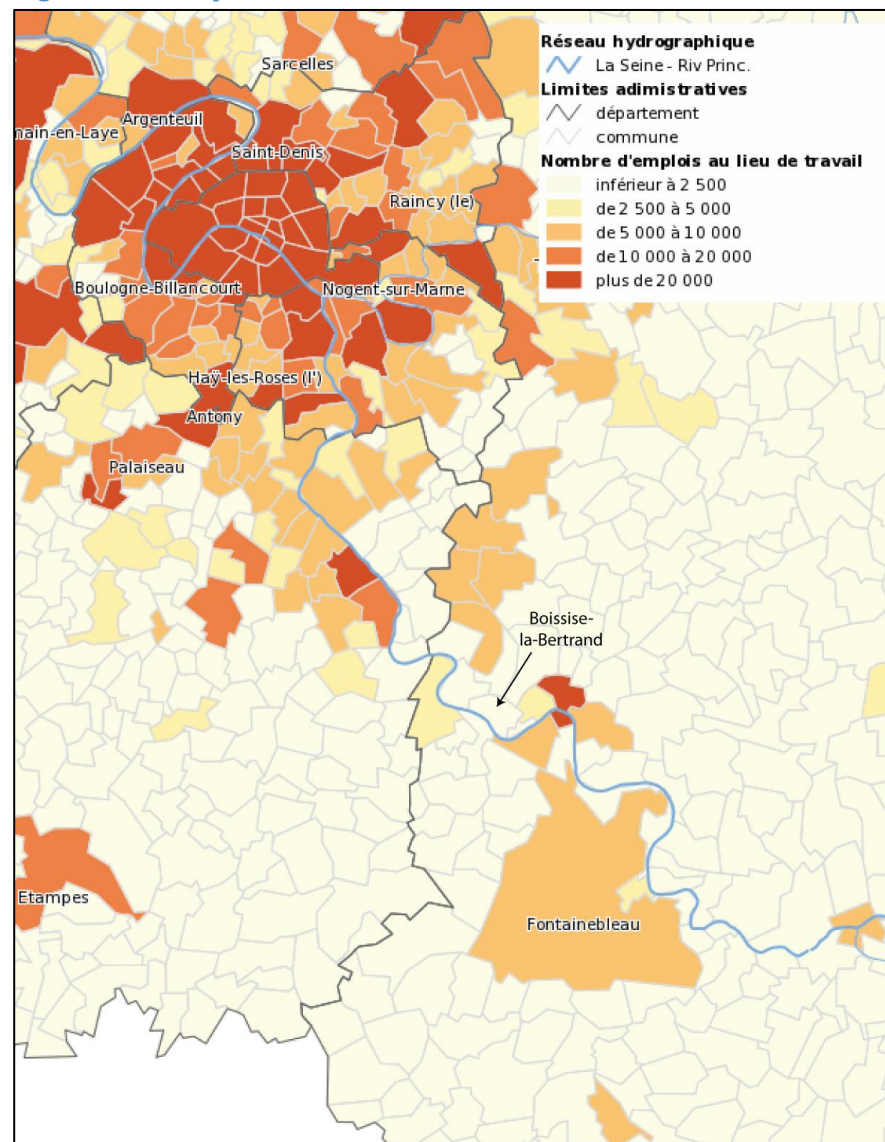 Sarcelles
Argenteuil
main-en-Laye
Saint-Denis
Raincy (le)
Boulogne-Billancourt
Nogent-sur-Marne
Haÿ-les-Roses (l')
Antony
Palaiseau
Boissise-
la-Bertrand
Etampes
Fontainebleau
Réseau hydrographique
La Seine - Riv Princ.
Limites adimistratives
département
commune
Nombre d'emplois au lieu de travail
inférieur à 2 500
de 2 500 à 5 000
de 5 000 à 10 000
de 10 000 à 20 000
plus de 20 000